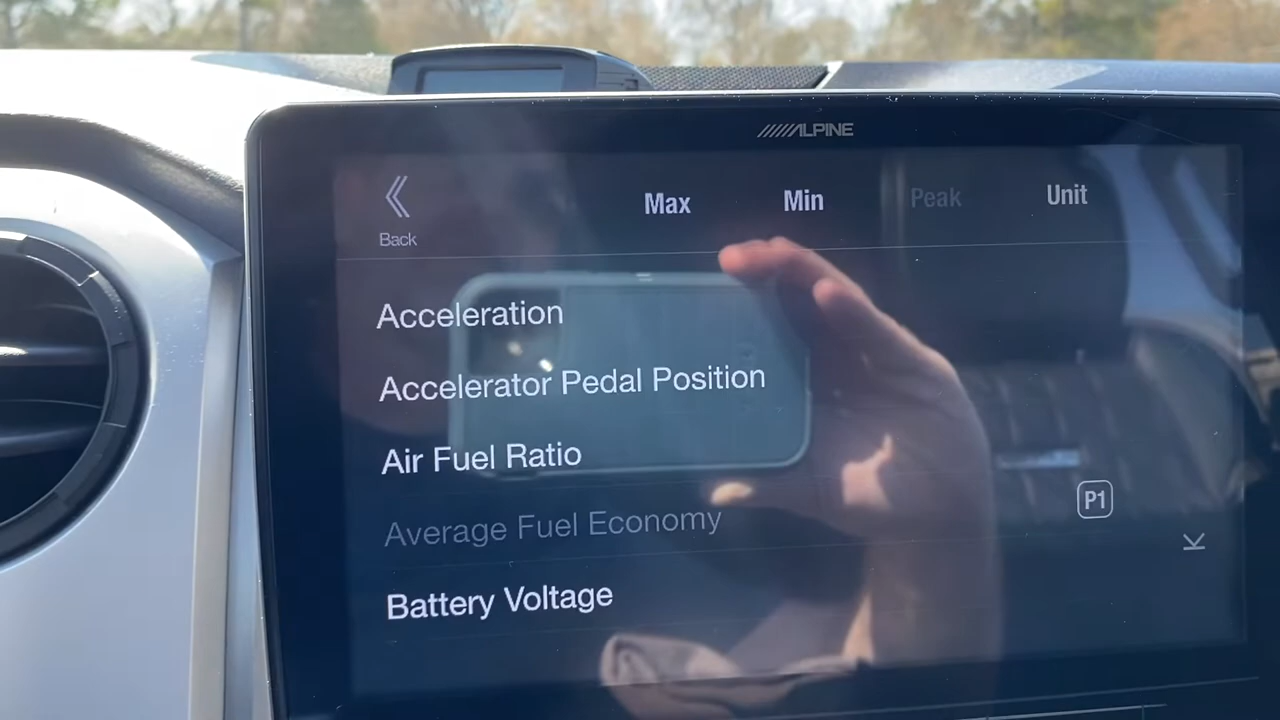 ALPINE
Back
Max Min Peak Unit
Acceleration
Accelerator Pedal Position
Air Fuel Ratio
Average Fuel Economy
P1
Battery Voltage